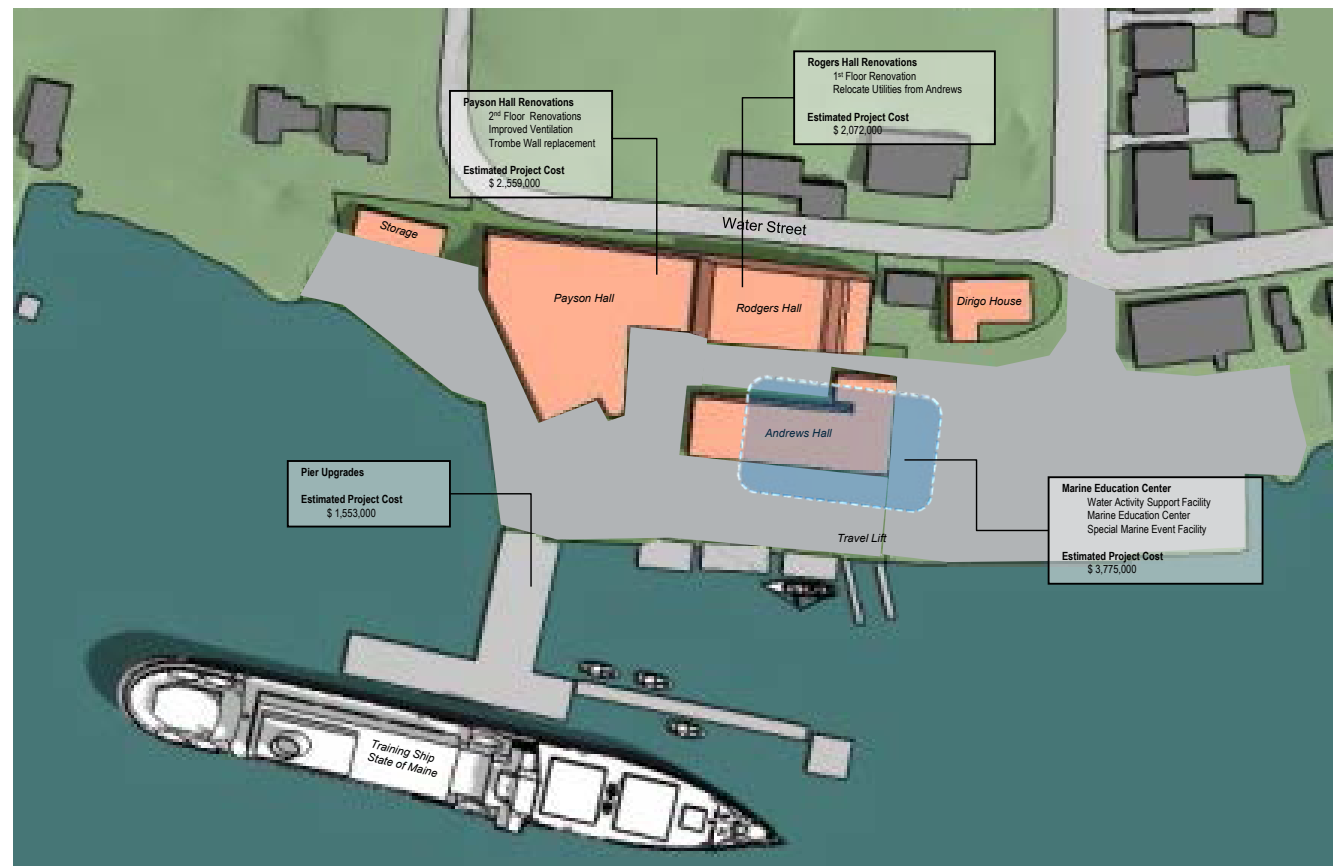 Rogers Hall Renovations
1st Floor Renovation
Relocate Utilities from Andrews
Estimated Project Cost
$ 2,072,000
Payson Hall Renovations
2nd Floor Renovations
Improved Ventilation
Trombe Wall replacement
Estimated Project Cost
$ 2.,559,000
Water Street
Storage
Payson Hall
Rodgers Hall
Dirigo House
Andrews Hall
Pier Upgrades
Estimated Project Cost
$ 1,553,000
Marine Education Center
Water Activity Support Facility
Marine Education Center
Special Marine Event Facility
Estimated Project Cost
$ 3,775,000
Travel Lift
Training Ship
State of Maine